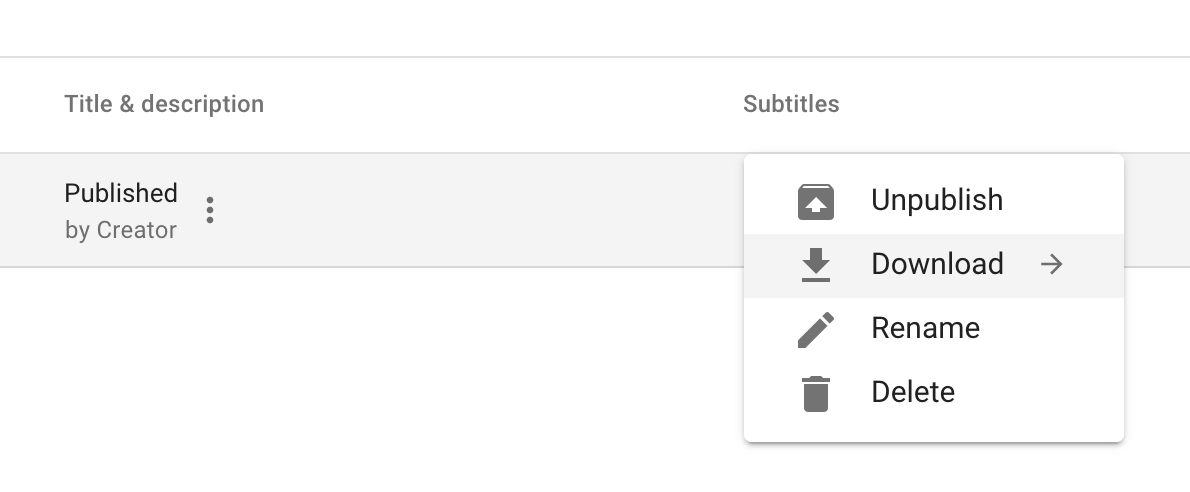 Title & description
Subtitles
Published
by Creator
Unpublish
Download
Rename
Delete